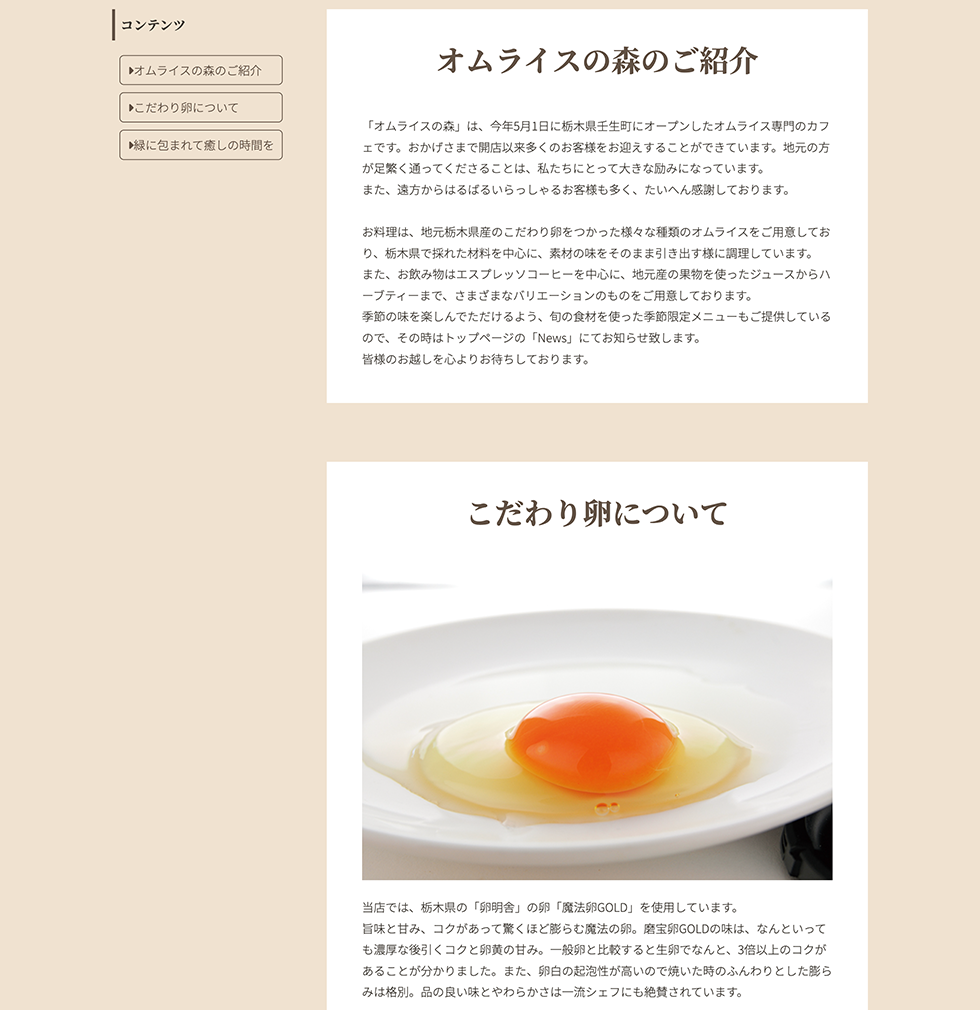 コンテンツ
オムライスの森のご紹介
こだわり卵について
緑に包まれて癒しの時間を
オムライスの森のご紹介
「オムライスの森」は、今年5月1日に栃木県壬生町にオープンしたオムライス専門のカフ
ェです。おかげさまで開店以来多くのお客様をお迎えすることができています。地元の方
が足繁く通ってくださることは、私たちにとって大きな励みになっています。
また、遠方からはるばるいらっしゃるお客様も多く、たいへん感謝しております。
お料理は、地元栃木県産のこだわり卵をつかった様々な種類のオムライスをご用意してお
り、栃木県で採れた材料を中心に、素材の味をそのまま引き出す様に調理しています。
また、お飲み物はエスプレッソコーヒーを中心に、地元産の果物を使ったジュースからハ
ーブティーまで、さまざまなバリエーションのものをご用意しております。
季節の味を楽しんでただけるよう、旬の食材を使った季節限定メニューもご提供している
ので、その時はトップページの「News」にてお知らせ致します。
皆様のお越しを心よりお待ちしております。
こだわり卵について
当店では、栃木県の「卵明舎」の卵「魔法卵GOLD」を使用しています。
旨味と甘み、コクがあって驚くほど膨らむ魔法の卵。磨宝卵GOLDの味は、なんといって
も濃厚な後引くコクと卵黄の甘み。一般卵と比較すると生卵でなんと、3倍以上のコクが
あることが分かりました。また、卵白の起泡性が高いので焼いた時のふんわりとした膨ら
みは格別。品の良い味とやわらかさは一流シェフにも絶賛されています。